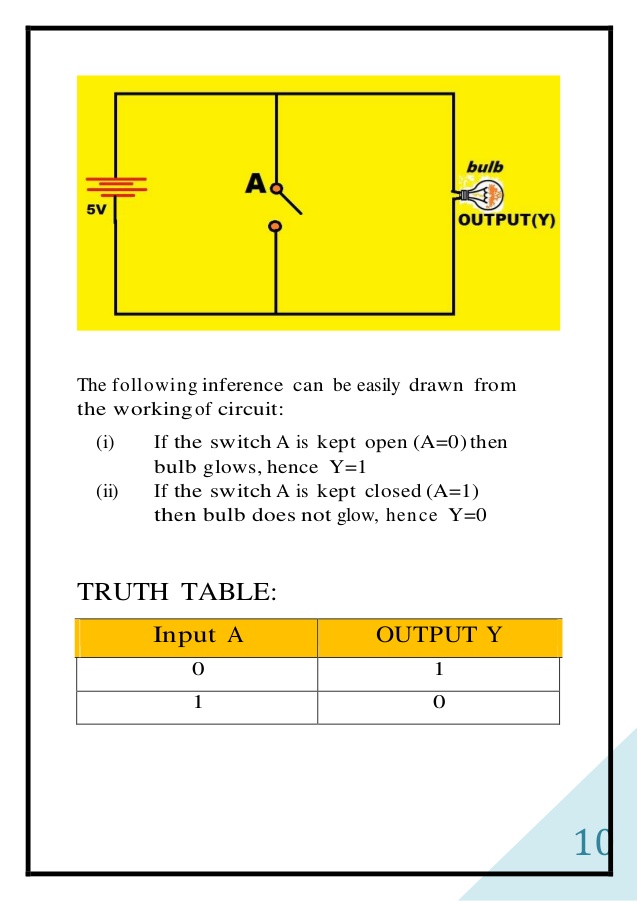 bulb
A
5V
OUTPUT(Y)
The following inference can be easily drawn from
the working of circuit:
(i) If the switch A is kept open (A=0) then
bulb glows, hence Y=1
(ii) If the switch A is kept closed (A=1)
then bulb does not glow, hence Y=0
TRUTH TABLE:
Input A OUTPUT Y
0 1
1 0
10